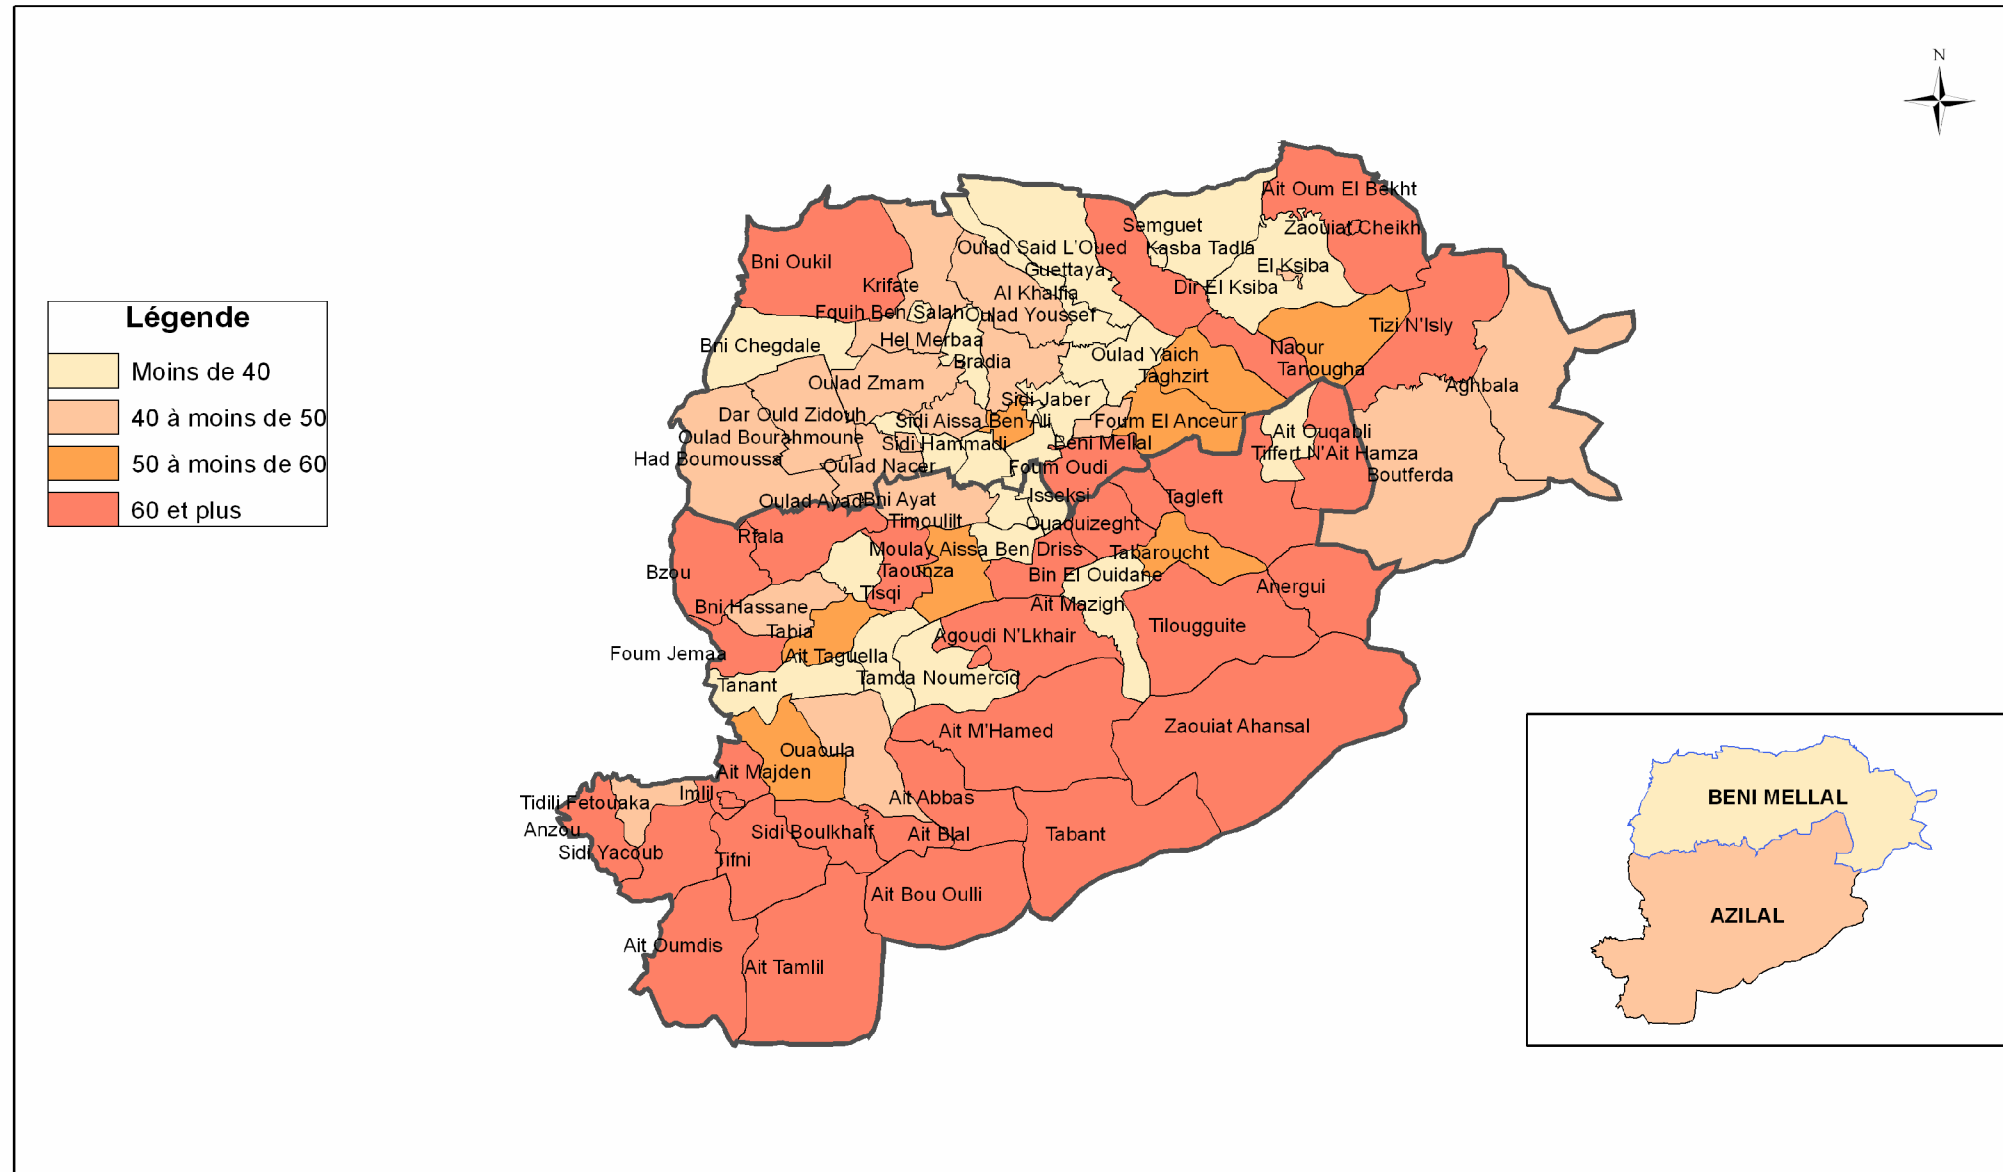 N
Légende
Moins de 40
40 à moins de 50
50 à moins de 60
60 et plus
Ait Oum El Bekht
Semguet
Zaouiat Cheikh
Oulad Said L'Oued
Kasba Tadla
Bni Oukil
Guettaya
El Ksiba
Krifate
Al Khalfia
Dir El Ksiba
Fquih Ben Salah
Oulad Youssef
Tizi N'Isly
Hel Merbaa
Bni Chegdale
Naour
Bradia
Oulad Yaich
Tanougha
Taghzirt
Oulad Zmam
Aghbala
Sidi Jaber
Dar Ould Zidouh
Sidi Aissa Ben Ali
Foum El Anceur
Ait Ouqabli
Oulad Bourahmoune
Sidi Hammadi
Beni Mellal
Tiffert N'Ait Hamza
Had Boumoussa
Oulad Nacer
Foum Oudi
Boutferda
Oulad Ayad
Bni Ayat
Isseksi
Tagleft
Timoulilt
Ouaouizeght
Rfala
Moulay Aissa Ben Driss
Tabaroucht
Bzou
Taounza
Bin El Ouidane
Anergui
Tisqi
Bni Hassane
Ait Mazigh
Tabia
Agoudi N'Lkhair
Tilougguite
Foum Jemaa
Ait Taguella
Tanant
Tamda Noumercid
Ait M'Hamed
Zaouiat Ahansal
Ouaoula
Ait Majden
Imlil
Ait Abbas
Tidili Fetouaka
Anzou
Sidi Boulkhalf
Ait Blal
Tabant
Sidi Yacoub
Tifni
Ait Bou Oulli
Ait Oumdis
Ait Tamlil
BENI MELLAL
AZILAL